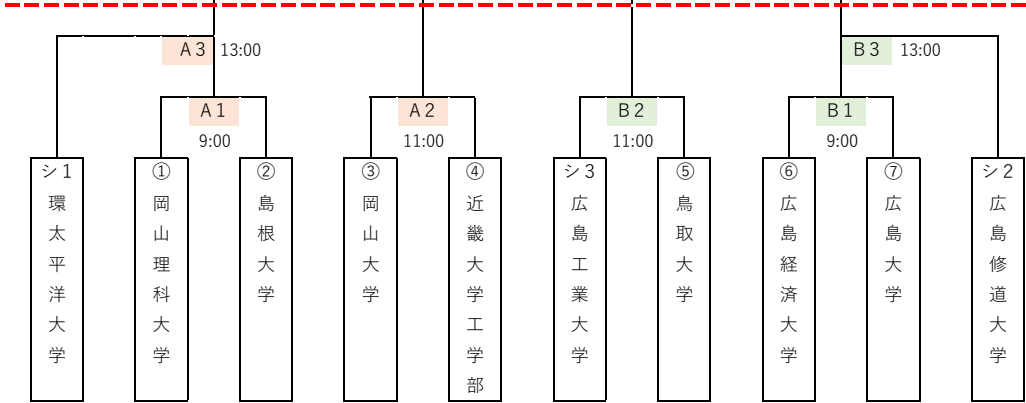 A3 13:00
B3 13:00
A1
A2
B2
B1
9:00
11:00
11:00
9:00
シ1
環太平洋大学
①
岡山理科大学
②
島根大学
③
岡山大学
④
近畿大学工学部
シ3
広島工業大学
⑤
鳥取大学
⑥
広島経済大学
⑦
広島大学
シ2
広島修道大学